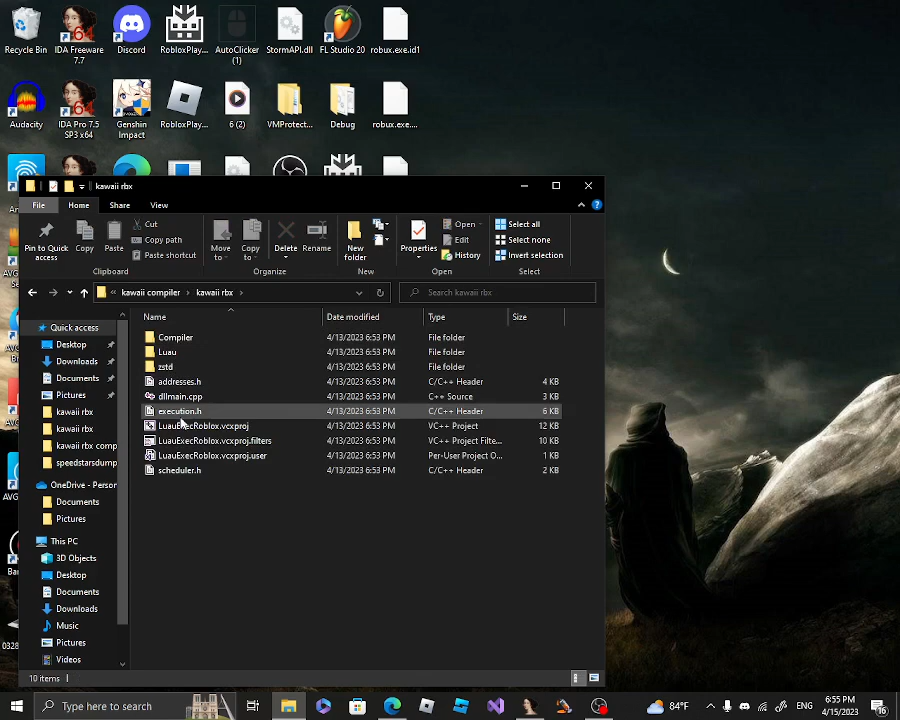 Recycle Bin
IDA Freeware
7.7
Discord
RobloxPlay...
AutoClicker
(1)
StormAPI.dll
FL Studio 20
robux.exe.id1
Audacity
IDA Pro 7.5
SP3 x64
Genshin
Impact
RobloxPlay...
6 (2)
VMProtect...
Debug
robux.exe....
kawaii rbx
File
Home
Share
View
Pin to Quick
access
Copy
Paste
Cut
Copy path
Paste shortcut
Move
to
Copy
to
Delete
Rename
New
folder
Properties
Open
Edit
History
Select all
Select none
Invert selection
Clipboard
Organize
New
Open
Select
« kawaii compiler > kawaii rbx >
Search kawaii rbx
Name
Date modified
Type
Size
Compiler 4/13/2023 6:53 PM File folder
Luau 4/13/2023 6:53 PM File folder
zstd 4/13/2023 6:53 PM File folder
addresses.h 4/13/2023 6:53 PM C/C++ Header 4 KB
dllmain.cpp 4/13/2023 6:53 PM C++ Source 3 KB
execution.h 4/13/2023 6:53 PM C/C++ Header 6 KB
LuauExecRoblox.vcxproj 4/13/2023 6:53 PM VC++ Project 12 KB
LuauExecRoblox.vcxproj.filters 4/13/2023 6:53 PM VC++ Project Filte... 10 KB
LuauExecRoblox.vcxproj.user 4/13/2023 6:53 PM Per-User Project O... 1 KB
scheduler.h 4/13/2023 6:53 PM C/C++ Header 2 KB
Quick access
Desktop
Downloads
Documents
Pictures
kawaii rbx
kawaii rbx
kawaii rbx comp
speedstarsdump
OneDrive - Person
Documents
Pictures
This PC
3D Objects
Desktop
Documents
Downloads
Music
Pictures
Videos
10 items
Type here to search
84°F
ENG
6:55 PM
4/15/2023
16